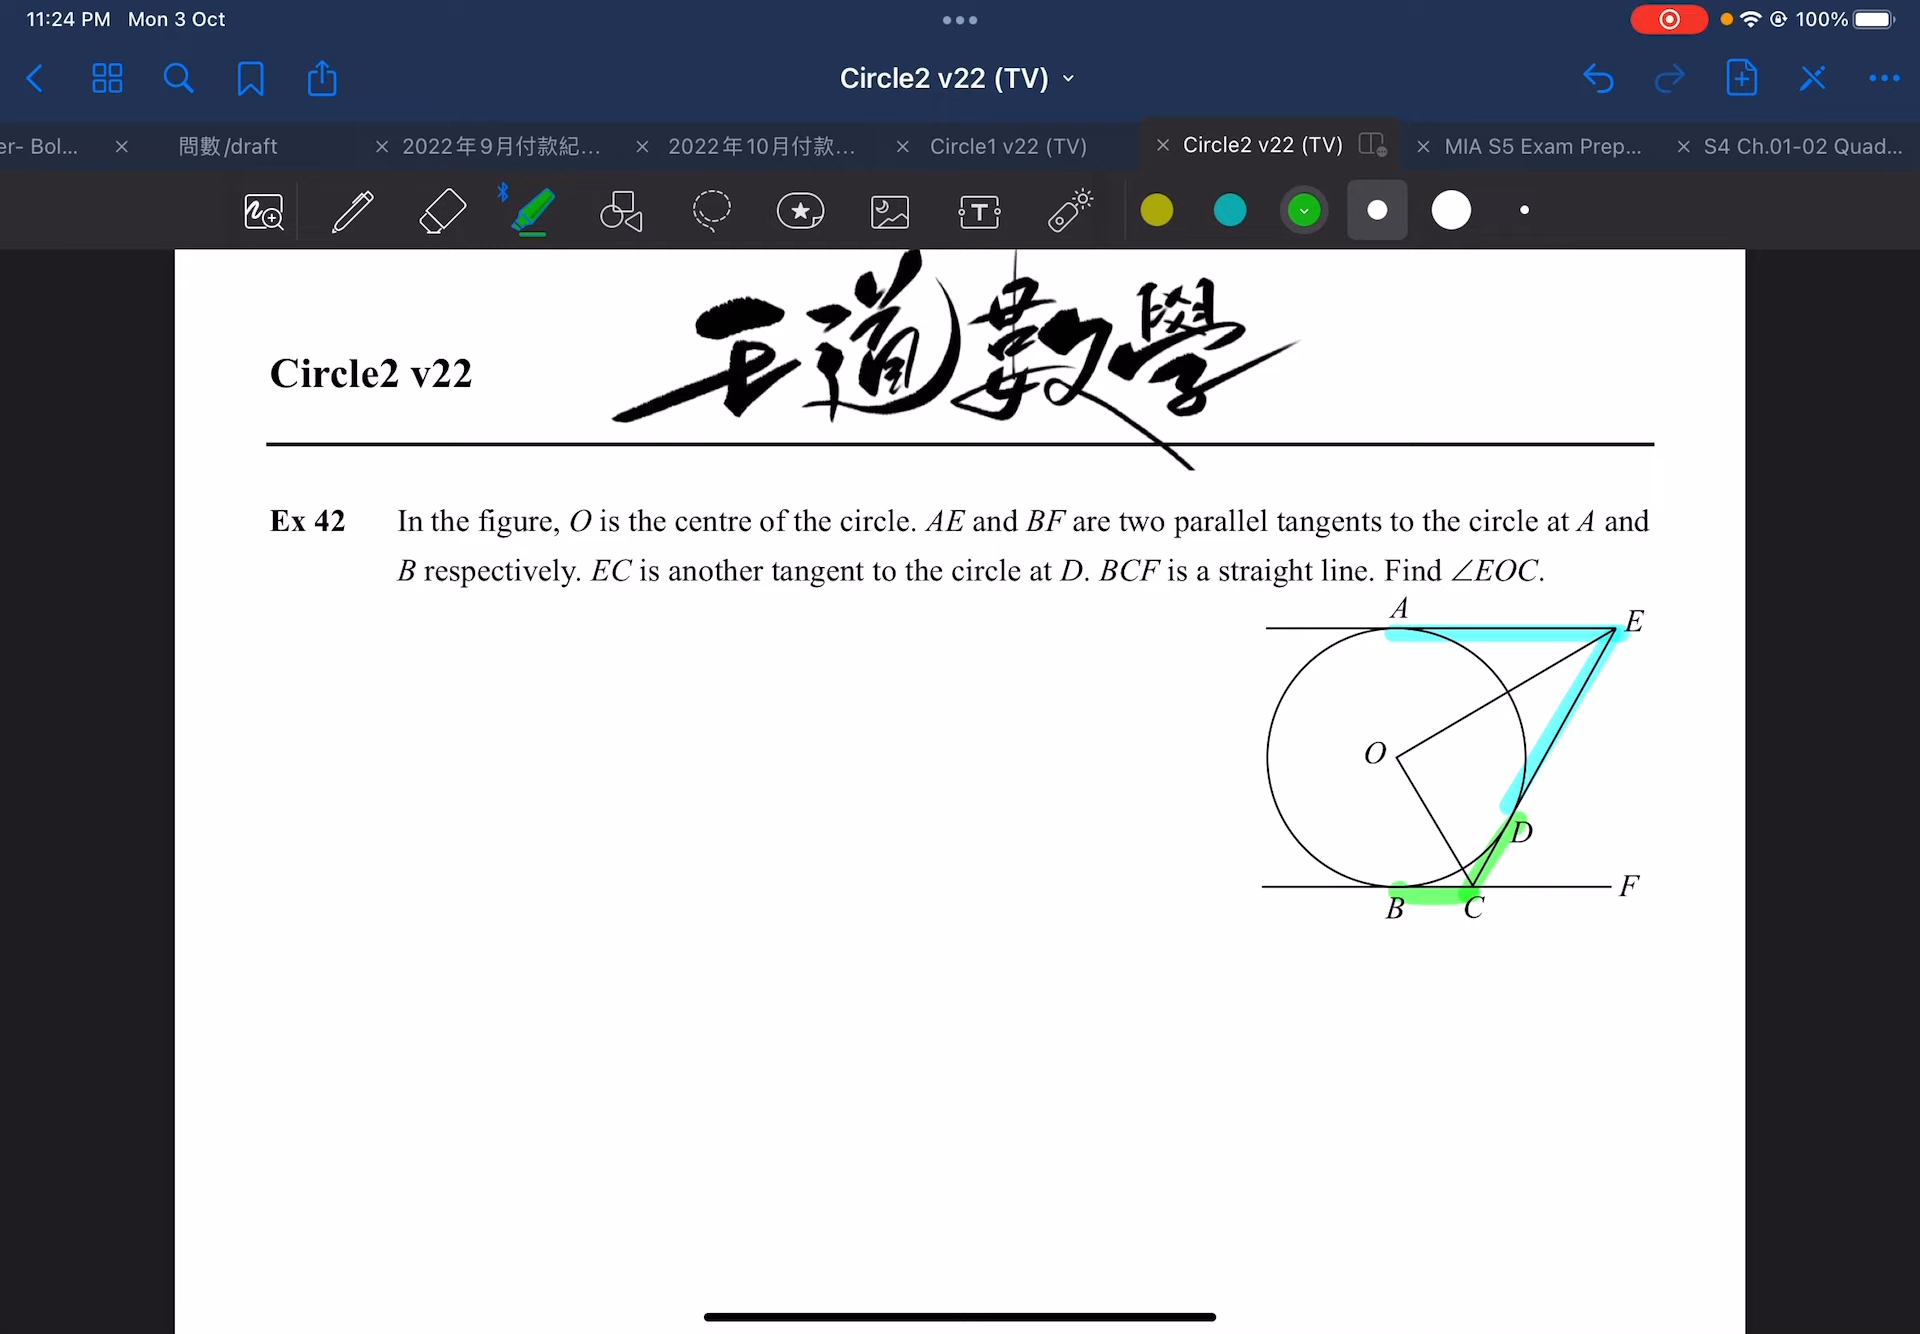 11:24 PM Mon 3 Oct
100%
Circle2 v22 (TV)
er- Bol...
問數/draft
2022年9月付款紀...
2022年10月付款...
Circle1 v22 (TV)
Circle2 v22 (TV)
MIA S5 Exam Prep...
S4 Ch.01-02 Quad...
王道數學
Circle2 v22
Ex 42 In the figure, O is the centre of the circle. AE and BF are two parallel tangents to the circle at A and
B respectively. EC is another tangent to the circle at D. BCF is a straight line. Find ∠EOC.
A
E
O
D
F
B
C